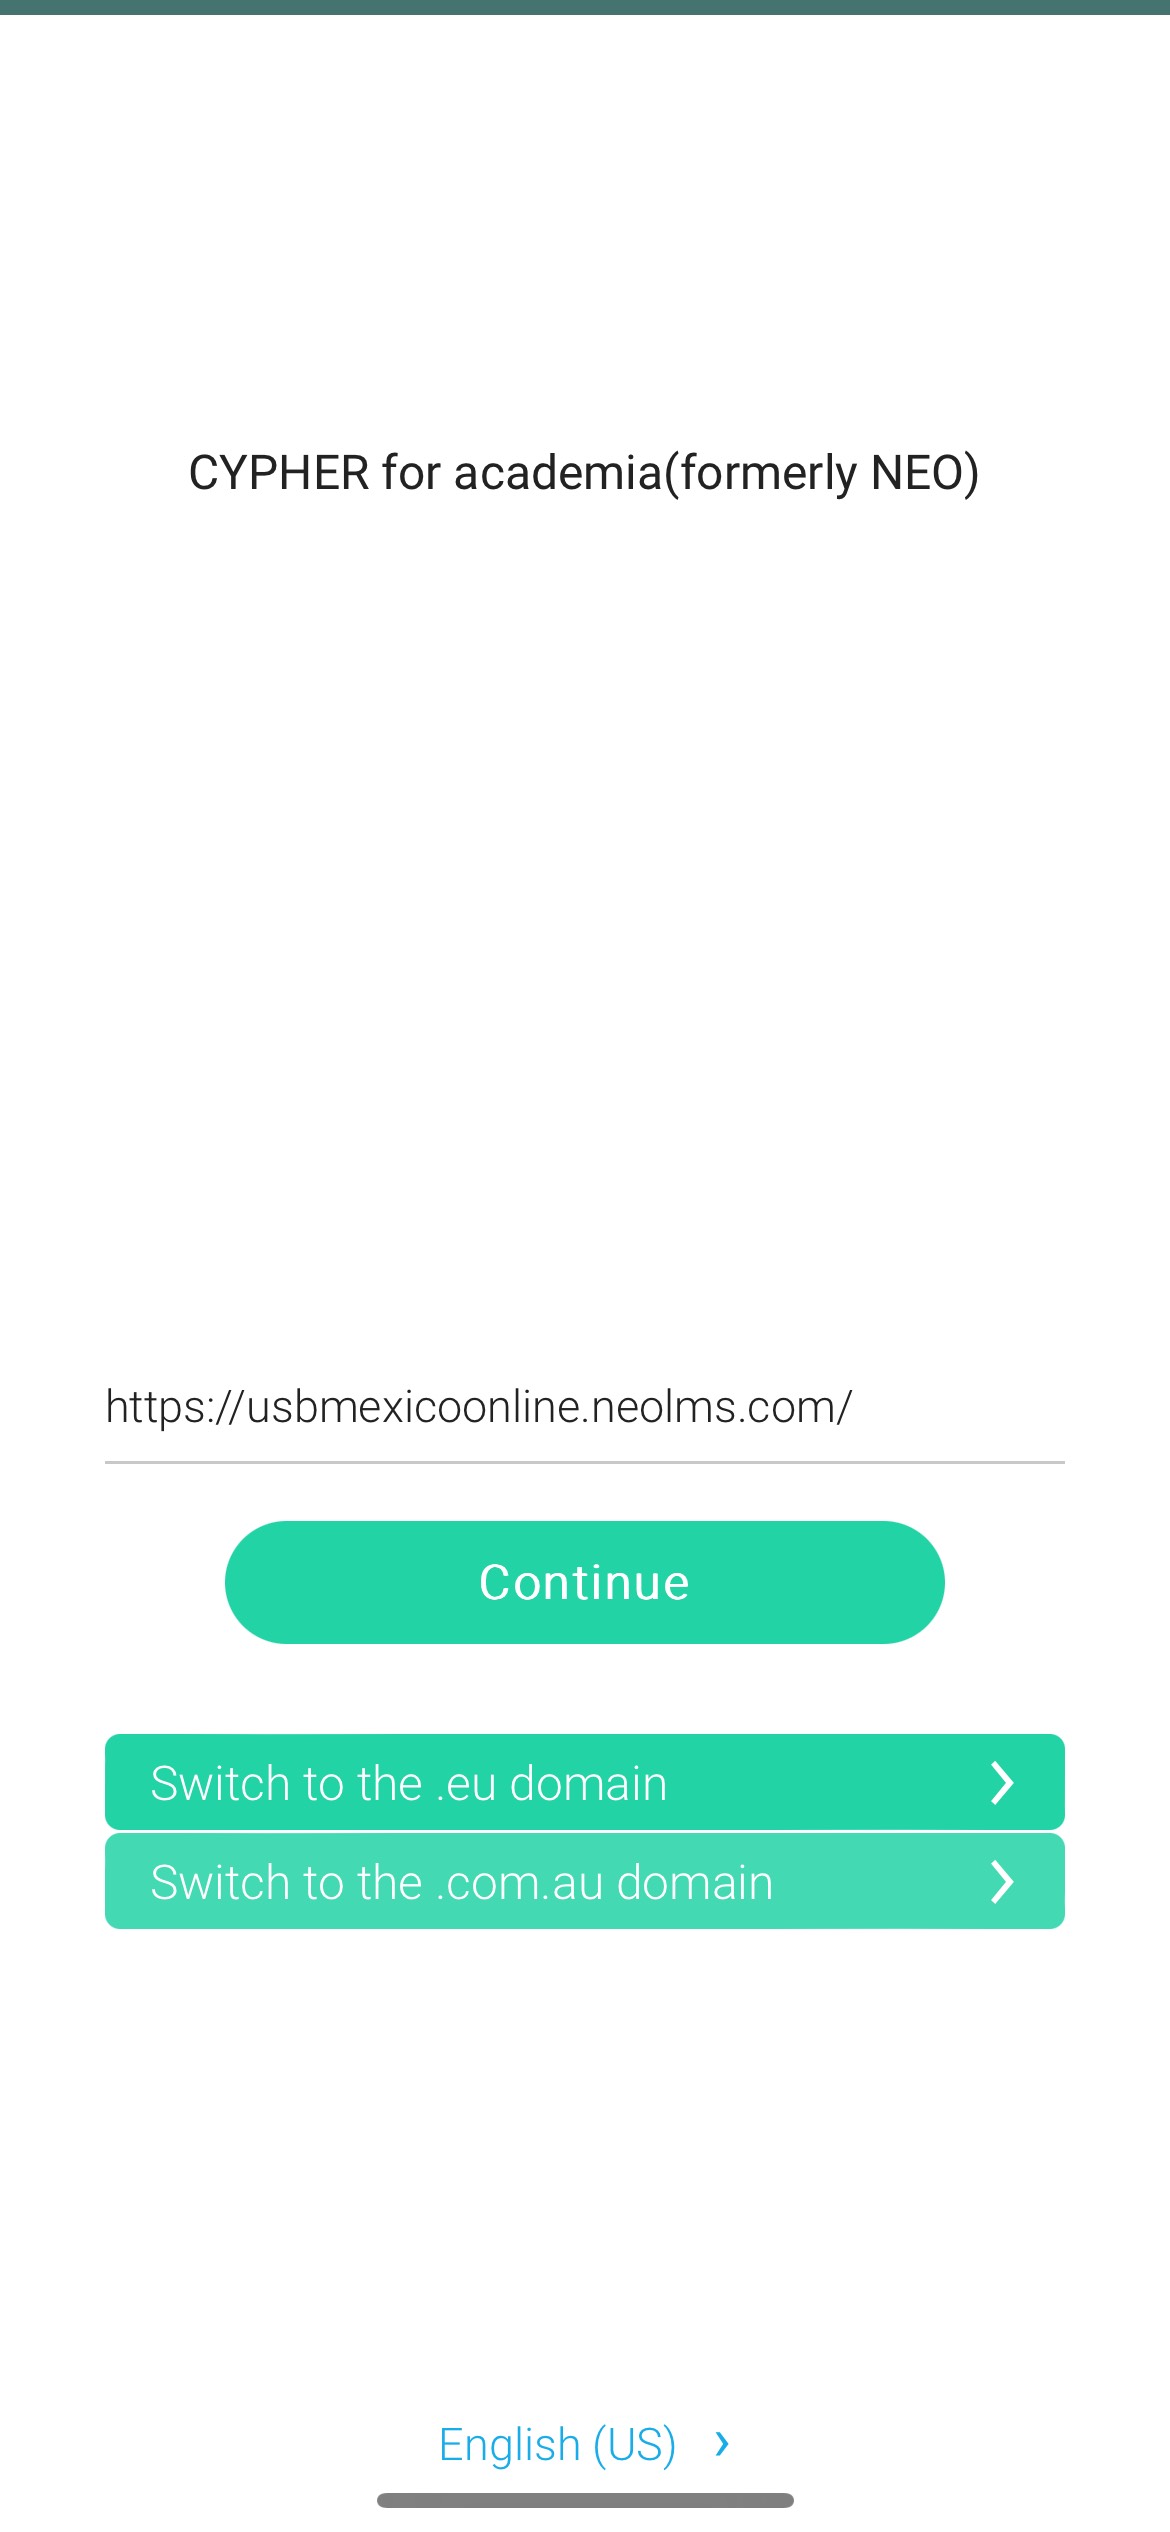 CYPHER for academia(formerly NEO)
https://usbmexicoonline.neolms.com/
Continue
Switch to the .eu domain
Switch to the .com.au domain
English (US)